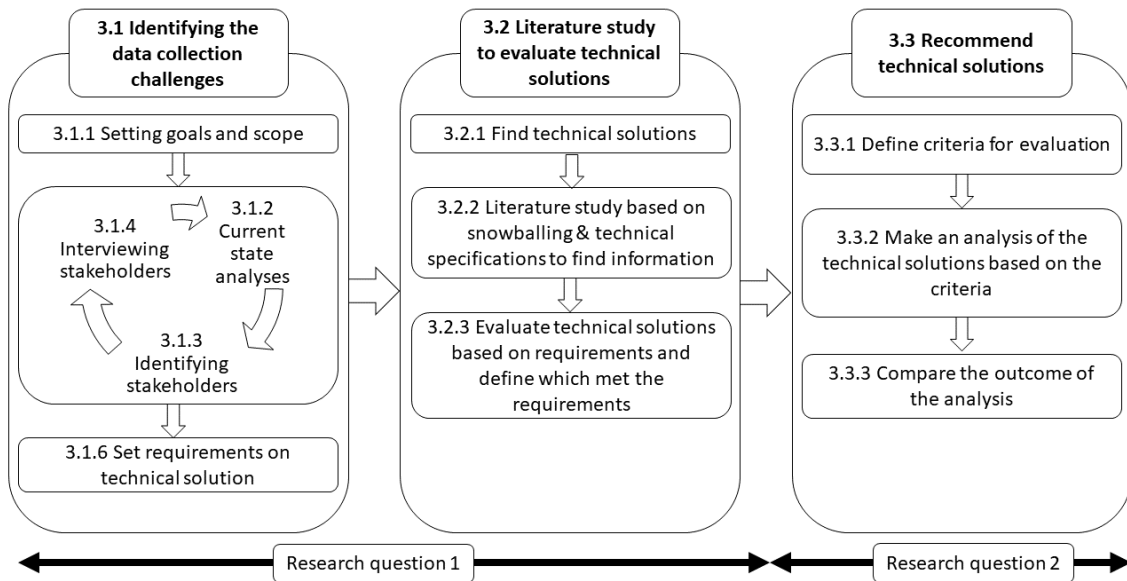 3.1 Identifying the
data collection
challenges
3.1.1 Setting goals and scope
3.1.4
Interviewing
stakeholders
3.1.2
Current
state
analyses
3.1.3
Identifying
stakeholders
3.1.6 Set requirements on
technical solution
3.2 Literature study
to evaluate technical
solutions
3.2.1 Find technical solutions
3.2.2 Literature study based on
snowballing & technical
specifications to find information
3.2.3 Evaluate technical solutions
based on requirements and
define which met the
requirements
3.3 Recommend
technical solutions
3.3.1 Define criteria for evaluation
3.3.2 Make an analysis of the
technical solutions based on the
criteria
3.3.3 Compare the outcome of
the analysis
Research question 1
Research question 2